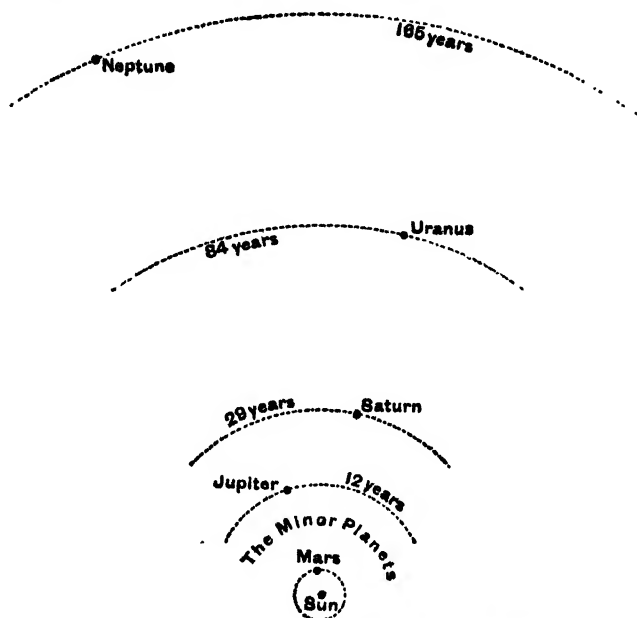 165 years
Neptune
Uranus
84 years
29 years
Saturn
Jupiter
12 years
The Minor Planets
Mars
Sun